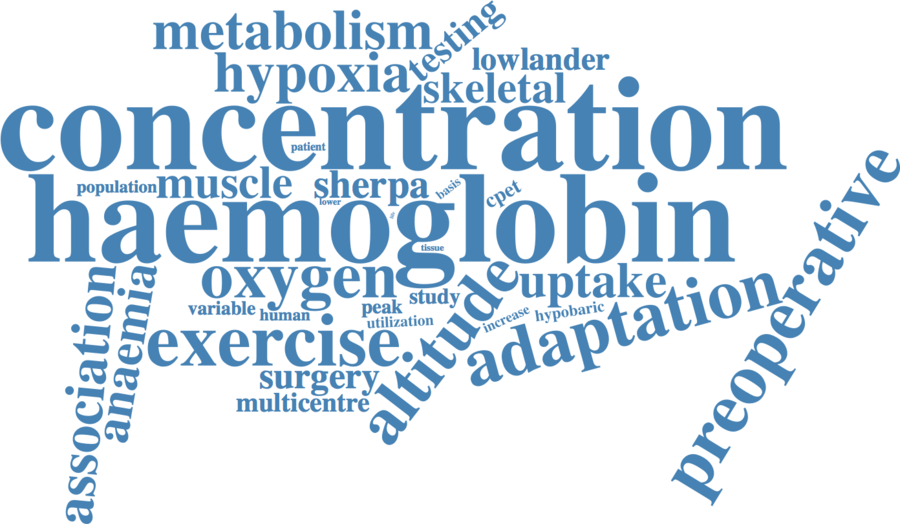 metabolism
testing
hypoxia
lowlander
skeletal
concentration
patient
population
muscle
sherpa
lower
basis
cpet
haemoglobin
tissue
preoperative
oxygen
altitude
uptake
study
variable
human
peak
utilization
increase
hypobaric
adaptation
association
anaemia
exercise
surgery
multicentre